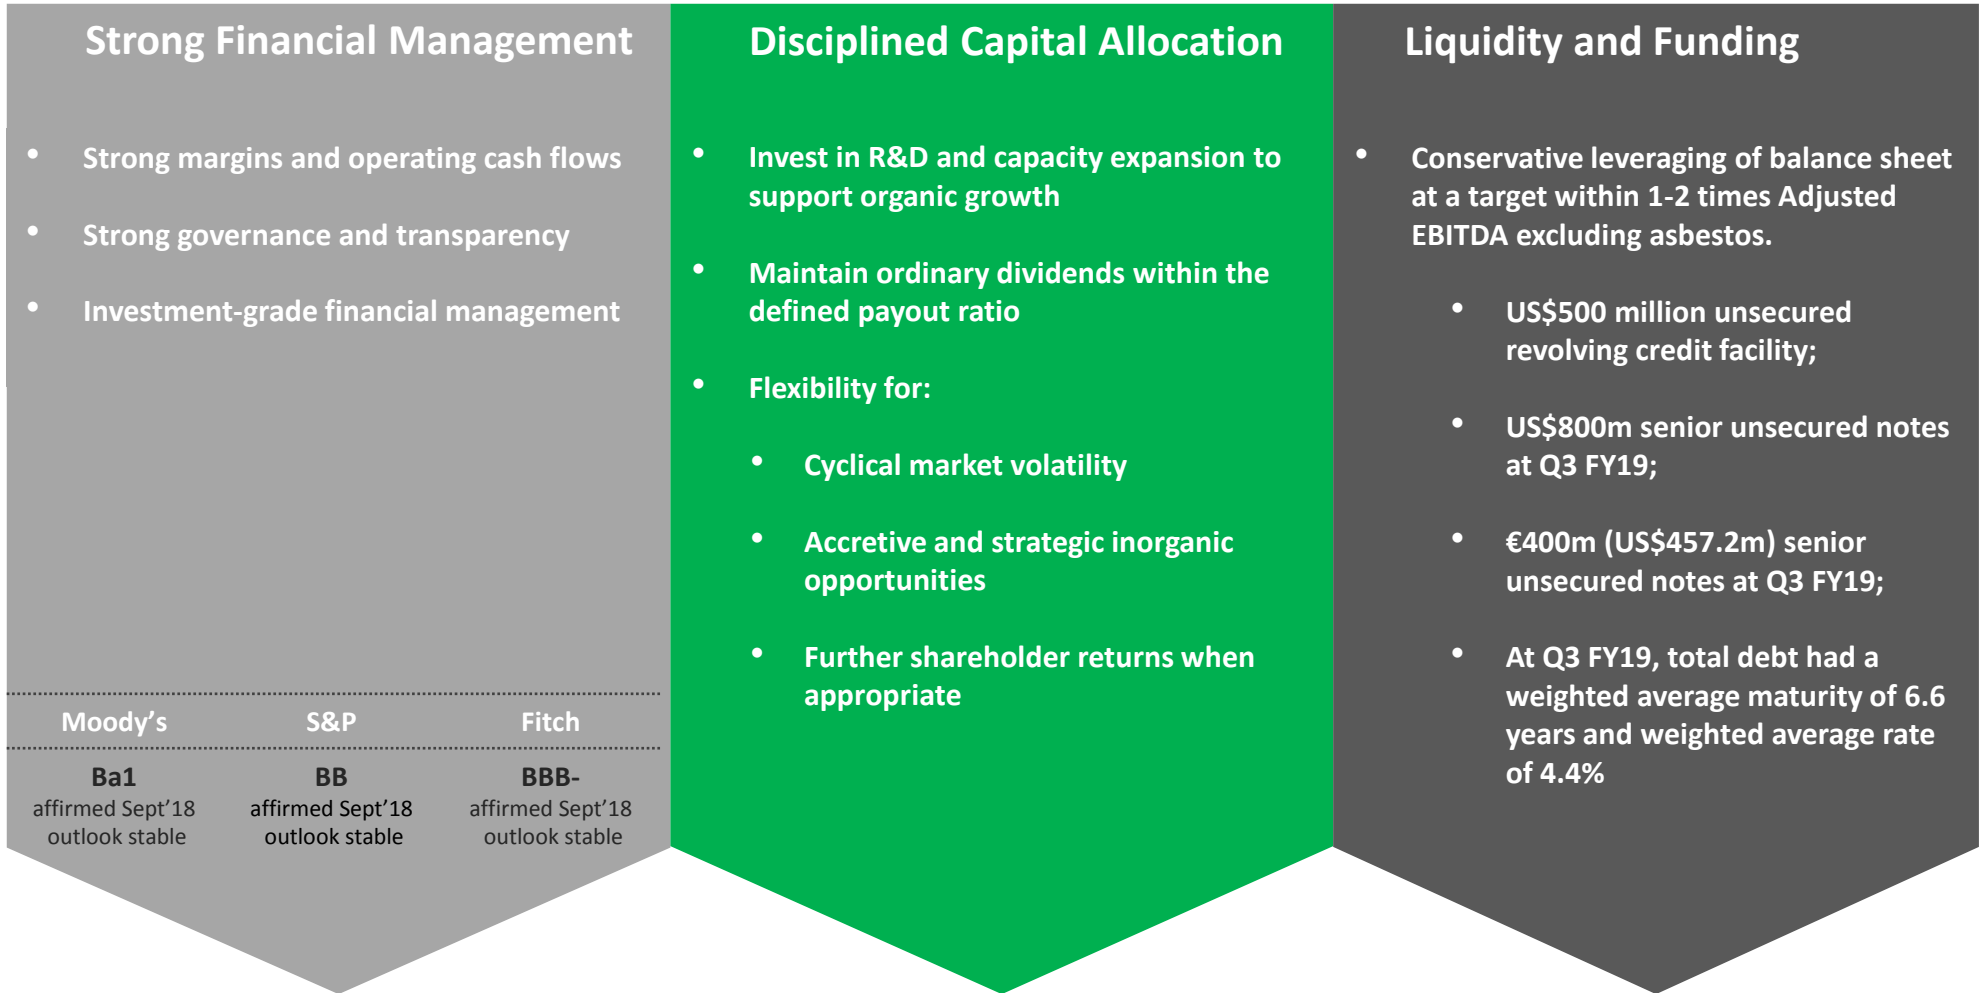 Strong Financial Management
• Strong margins and operating cash flows
• Strong governance and transparency
• Investment-grade financial management
Moody’s S&P Fitch
Ba1 BB BBB-
affirmed Sept’18 affirmed Sept’18 affirmed Sept’18
outlook stable outlook stable outlook stable
Disciplined Capital Allocation
• Invest in R&D and capacity expansion to
support organic growth
• Maintain ordinary dividends within the
defined payout ratio
• Flexibility for:
• Cyclical market volatility
• Accretive and strategic inorganic
opportunities
• Further shareholder returns when
appropriate
Liquidity and Funding
• Conservative leveraging of balance sheet
at a target within 1-2 times Adjusted
EBITDA excluding asbestos.
• US$500 million unsecured
revolving credit facility;
• US$800m senior unsecured notes
at Q3 FY19;
• €400m (US$457.2m) senior
unsecured notes at Q3 FY19;
• At Q3 FY19, total debt had a
weighted average maturity of 6.6
years and weighted average rate
of 4.4%